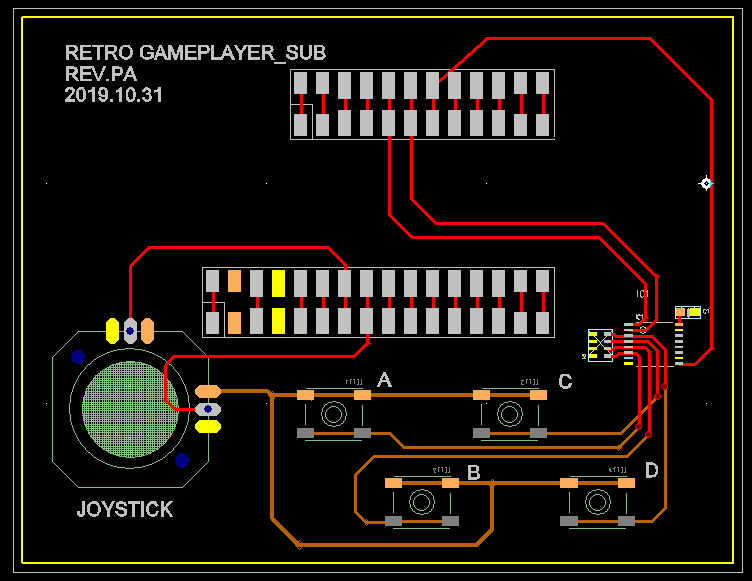 RETRO GAMEPLAYER_SUB
REV.PA
2019.10.31
IC1
A
C
B
D
JOYSTICK